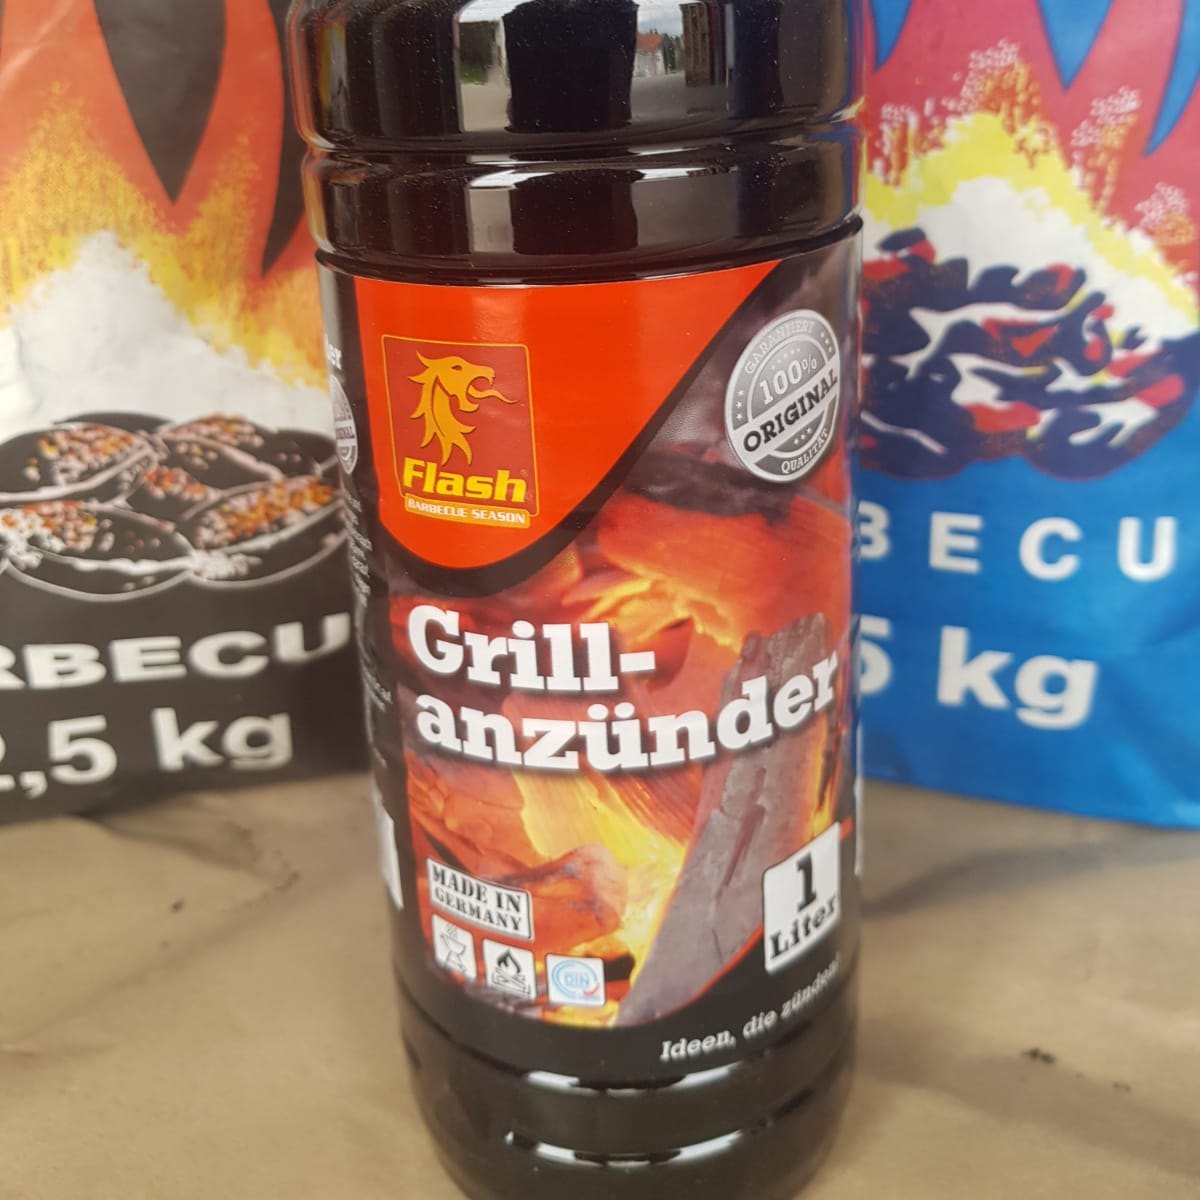 Flash
BARBECUE SEASON
GARANTIERT
100%
ORIGINAL
QUALITÄT
Grill-
anzünder
MADE IN
GERMANY
DIN
1
Liter
Ideen, die zünden!
RBECU
2,5 kg
BECU
5 kg